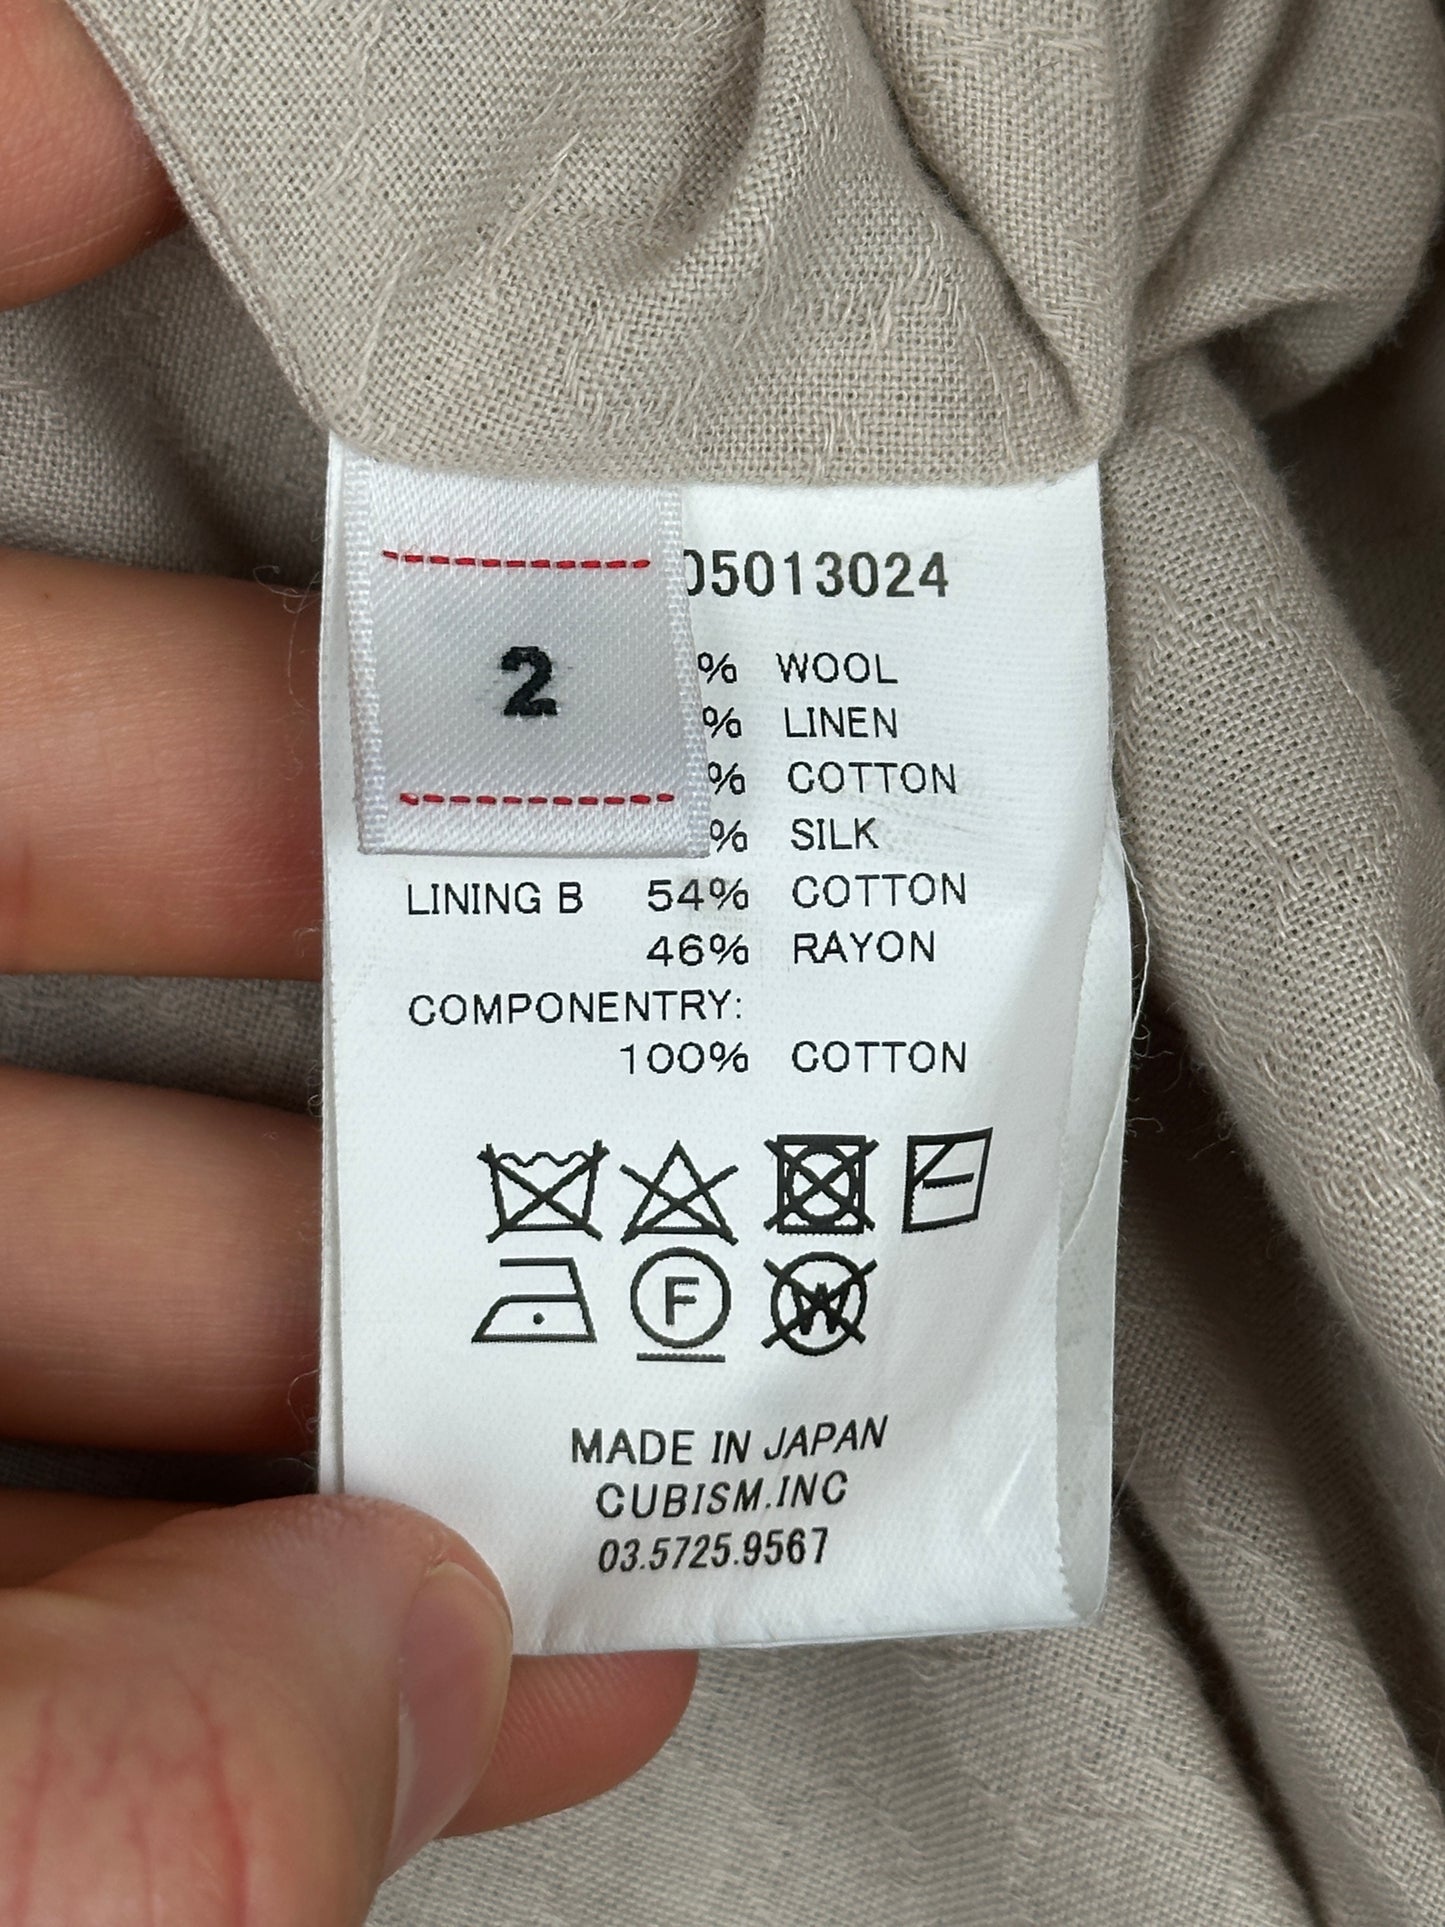 2
05013024
% WOOL
% LINEN
% COTTON
% SILK
LINING B 54% COTTON
46% RAYON
COMPONENTRY:
100% COTTON
F W
MADE IN JAPAN
CUBISM.INC
03.5725.9567